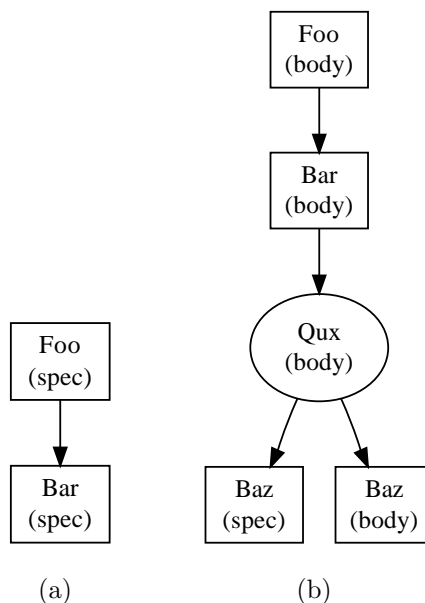 Foo
(body)
Bar
(body)
Qux
(body)
Foo
(spec)
Bar
(spec)
Baz
(spec)
Baz
(body)
(a)
(b)